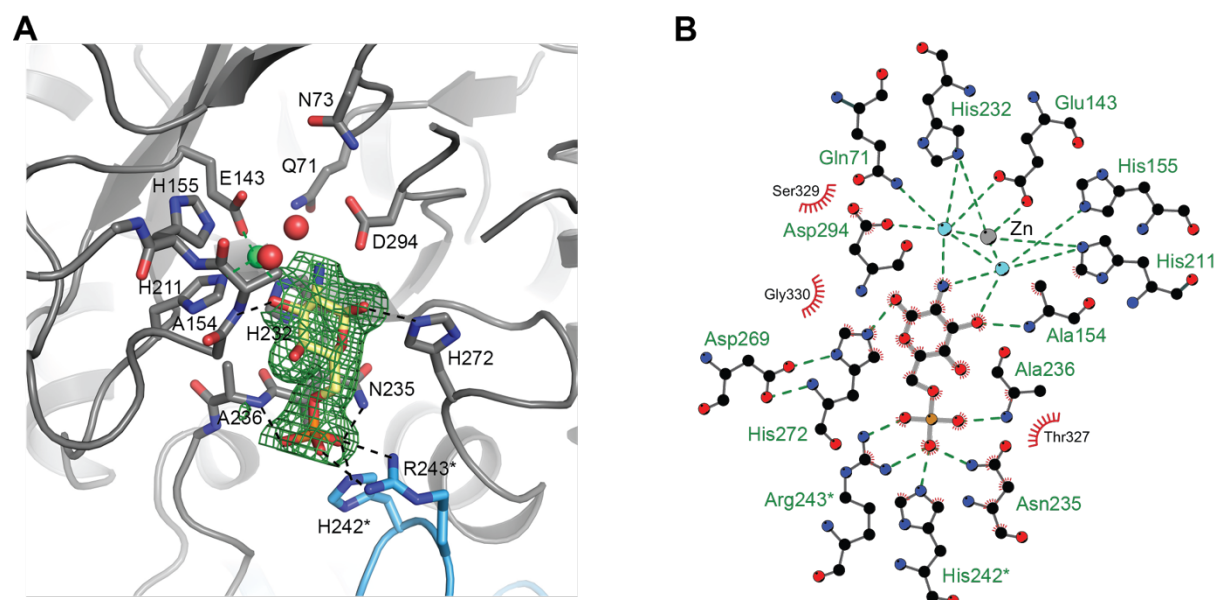 A
N73
Q71
E143
H155
D294
H211
A154
H232
H272
N235
A236
R243*
H242*
B
His232
Glu143
Gln71
His155
Ser329
Zn
Asp294
His211
Gly330
Ala154
Asp269
Ala236
Thr327
His272
Arg243*
Asn235
His242*